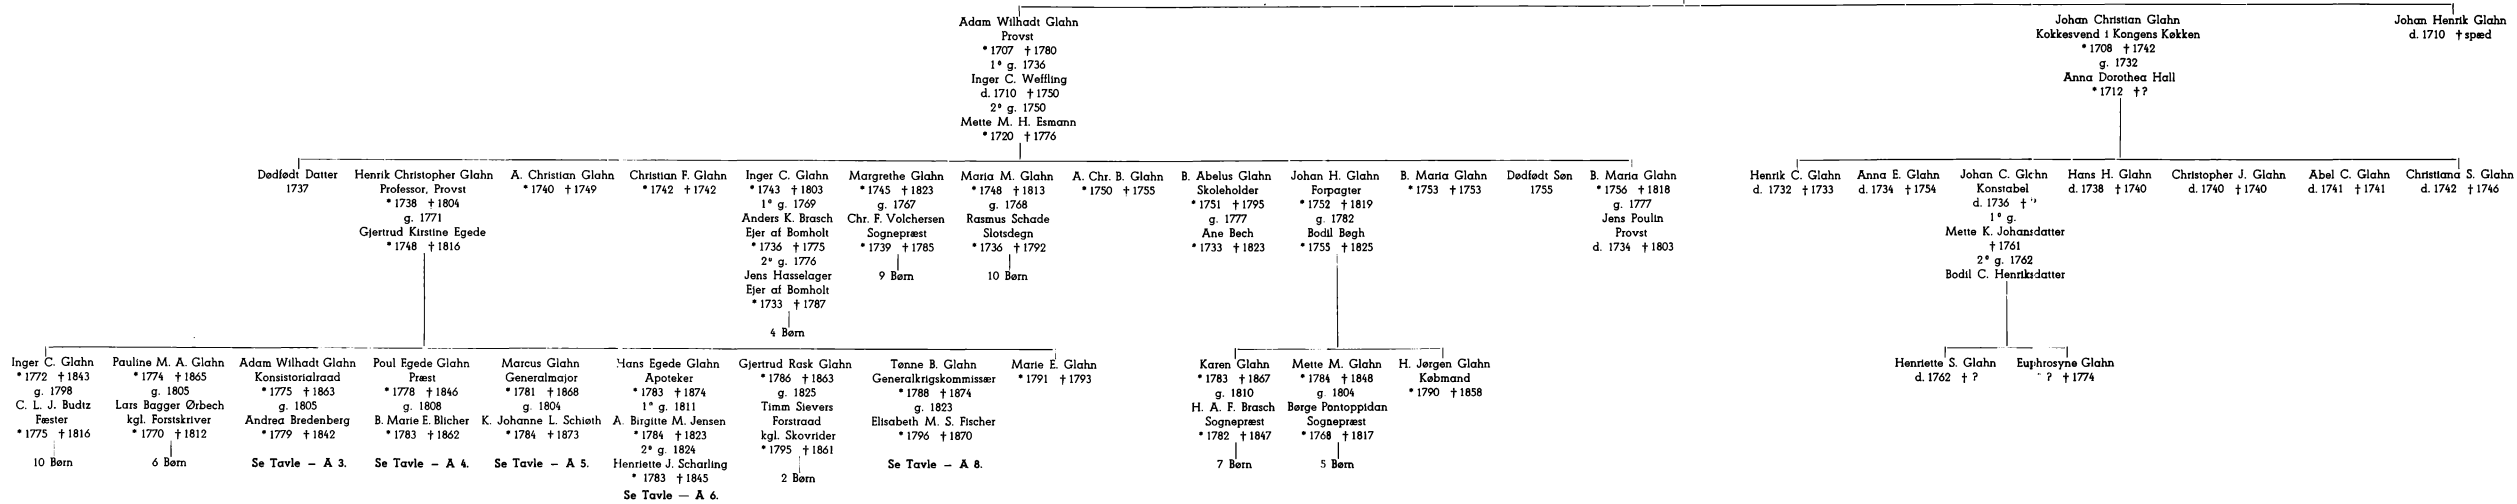 Adam Wilhadt Glahn
Provst
* 1707 † 1780
1° g. 1736
Inger C. Weffling
d. 1710 † 1750
2° g. 1750
Mette M. H. Esmann
* 1720 † 1776
Johan Christian Glahn
Kokkesvend i Kongens Køkken
* 1708 † 1742
g. 1732
Anna Dorothea Hall
* 1712 † ?
Johan Henrik Glahn
d. 1710 † spæd
Dødfødt Datter
1737
Henrik Christopher Glahn
Professor, Provst
* 1738 † 1804
g. 1771
Gjertrud Kirstine Egede
* 1748 † 1816
A. Christian Glahn
* 1740 † 1749
Christian F. Glahn
* 1742 † 1742
Inger C. Glahn
* 1743 † 1803
1° g. 1769
Anders K. Brasch
Ejer af Bomholt
* 1736 † 1775
2° g. 1776
Jens Hasselager
Ejer af Bomholt
* 1733 † 1787
4 Børn
Margrethe Glahn
* 1745 † 1823
g. 1767
Chr. F. Volchersen
Sognepræst
* 1739 † 1785
9 Børn
Maria M. Glahn
* 1748 † 1813
g. 1768
Rasmus Schade
Slotsdegn
* 1736 † 1792
10 Børn
A. Chr. B. Glahn
* 1750 † 1755
B. Abelus Glahn
Skoleholder
* 1751 † 1795
g. 1777
Ane Bech
* 1733 † 1823
Johan H. Glahn
Forpagter
* 1752 † 1819
g. 1782
Bodil Bøgh
* 1755 † 1825
B. Maria Glahn
* 1753 † 1753
Dødfødt Søn
1755
B. Maria Glahn
* 1756 † 1818
g. 1777
Jens Poulin
Provst
d. 1734 † 1803
Henrik C. Glahn
d. 1732 † 1733
Anna E. Glahn
d. 1734 † 1754
Johan C. Glahn
Konstabel
d. 1736 †
1° g.
Mette K. Johansdatter
† 1761
2° g. 1762
Bodil C. Henriksdatter
Hans H. Glahn
d. 1738 † 1740
Christopher J. Glahn
d. 1740 † 1740
Abel C. Glahn
d. 1741 † 1741
Christiana S. Glahn
d. 1742 † 1746
Inger C. Glahn
* 1772 † 1843
g. 1798
C. L. J. Budtz
Fæster
* 1775 † 1816
10 Børn
Pauline M. A. Glahn
* 1774 † 1865
g. 1805
Lars Bagger Ørbech
kgl. Forstskriver
* 1770 † 1812
6 Børn
Adam Wilhadt Glahn
Konsistorialraad
* 1775 † 1863
g. 1805
Andrea Bredenberg
* 1779 † 1842
Se Tavle – A 3.
Poul Egede Glahn
Præst
* 1778 † 1846
g. 1808
B. Marie E. Blicher
* 1783 † 1862
Se Tavle – A 4.
Marcus Glahn
Generalmajor
* 1781 † 1868
g. 1804
K. Johanne L. Schiøth
* 1784 † 1873
Se Tavle – A 5.
Hans Egede Glahn
Apoteker
* 1783 † 1874
1° g. 1811
A. Birgitte M. Jensen
* 1784 † 1823
2° g. 1824
Henriette J. Scharling
* 1783 † 1845
Se Tavle — A 6.
Gjertrud Rask Glahn
* 1786 † 1863
g. 1825
Timm Sievers
Forstraad
kgl. Skovrider
* 1795 † 1861
2 Børn
Tønne B. Glahn
Generalkrigskommissær
* 1788 † 1874
g. 1823
Elisabeth M. S. Fischer
* 1796 † 1870
Se Tavle – A 8.
Marie E. Glahn
* 1791 † 1793
Karen Glahn
* 1783 † 1867
g. 1810
H. A. F. Brasch
Sognepræst
* 1782 † 1847
7 Børn
Mette M. Glahn
* 1784 † 1848
g. 1804
Børge Pontoppidan
Sognepræst
* 1768 † 1817
5 Børn
H. Jørgen Glahn
Købmand
* 1790 † 1858
Henriette S. Glahn
d. 1762 † ?
Euphrosyne Glahn
? † 1774